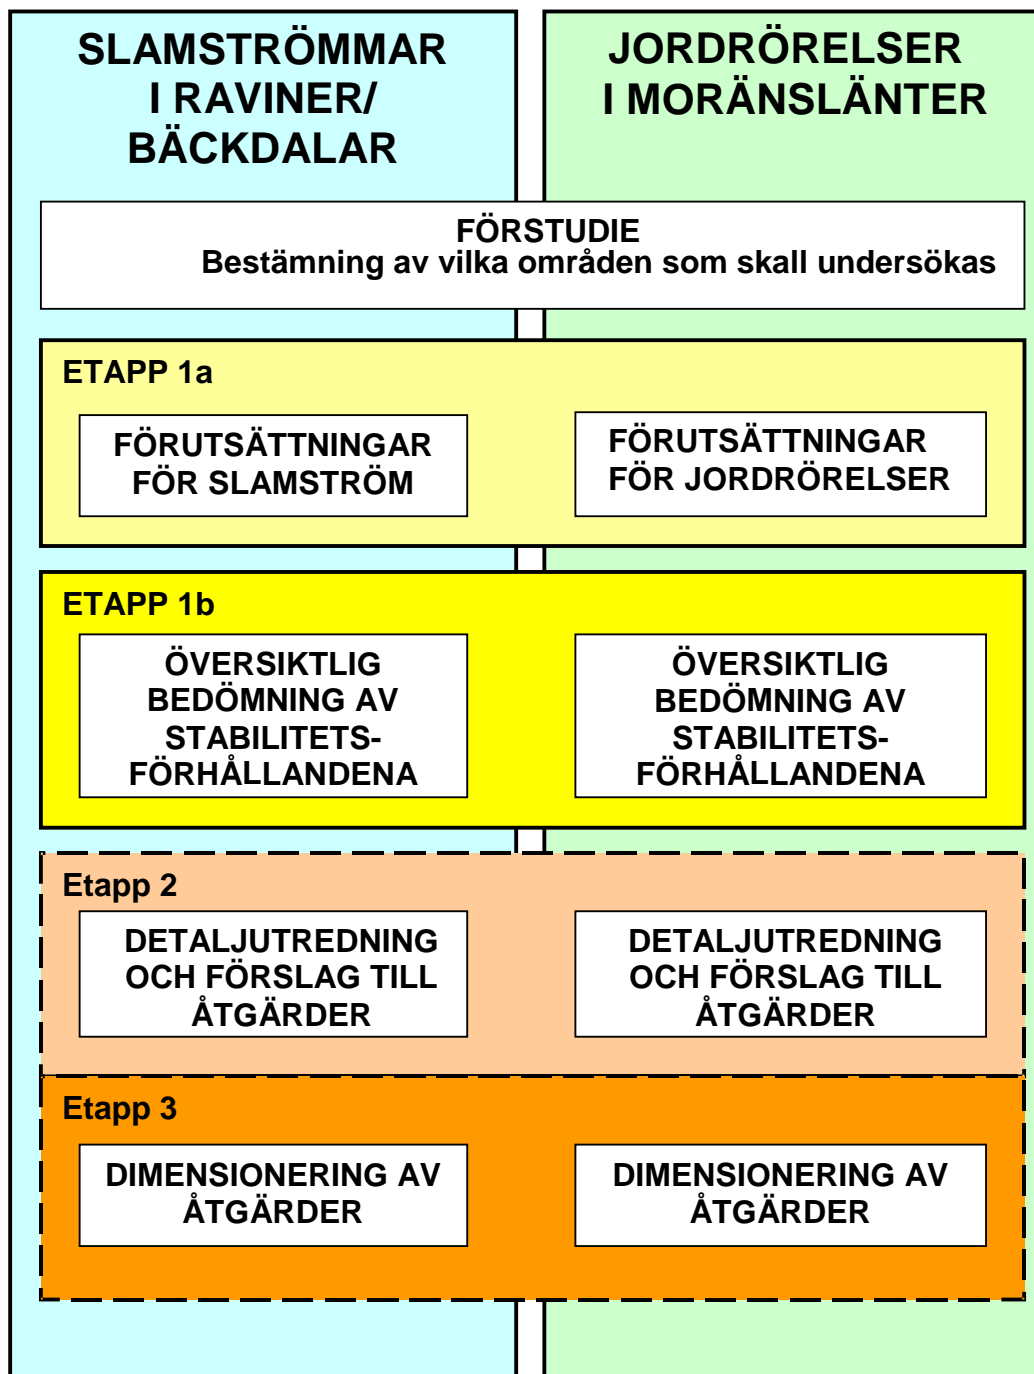 SLAMSTRÖMMAR
I RAVINER/
BÄCKDALAR
JORDRÖRELSER
I MORÄNSLÄNTER
FÖRSTUDIE
Bestämning av vilka områden som skall undersökas
ETAPP 1a
FÖRUTSÄTTNINGAR
FÖR SLAMSTRÖM
FÖRUTSÄTTNINGAR
FÖR JORDRÖRELSER
ETAPP 1b
ÖVERSIKTLIG
BEDÖMNING AV
STABILITETS-
FÖRHÅLLANDENA
ÖVERSIKTLIG
BEDÖMNING AV
STABILITETS-
FÖRHÅLLANDENA
Etapp 2
DETALJUTREDNING
OCH FÖRSLAG TILL
ÅTGÄRDER
DETALJUTREDNING
OCH FÖRSLAG TILL
ÅTGÄRDER
Etapp 3
DIMENSIONERING AV
ÅTGÄRDER
DIMENSIONERING AV
ÅTGÄRDER